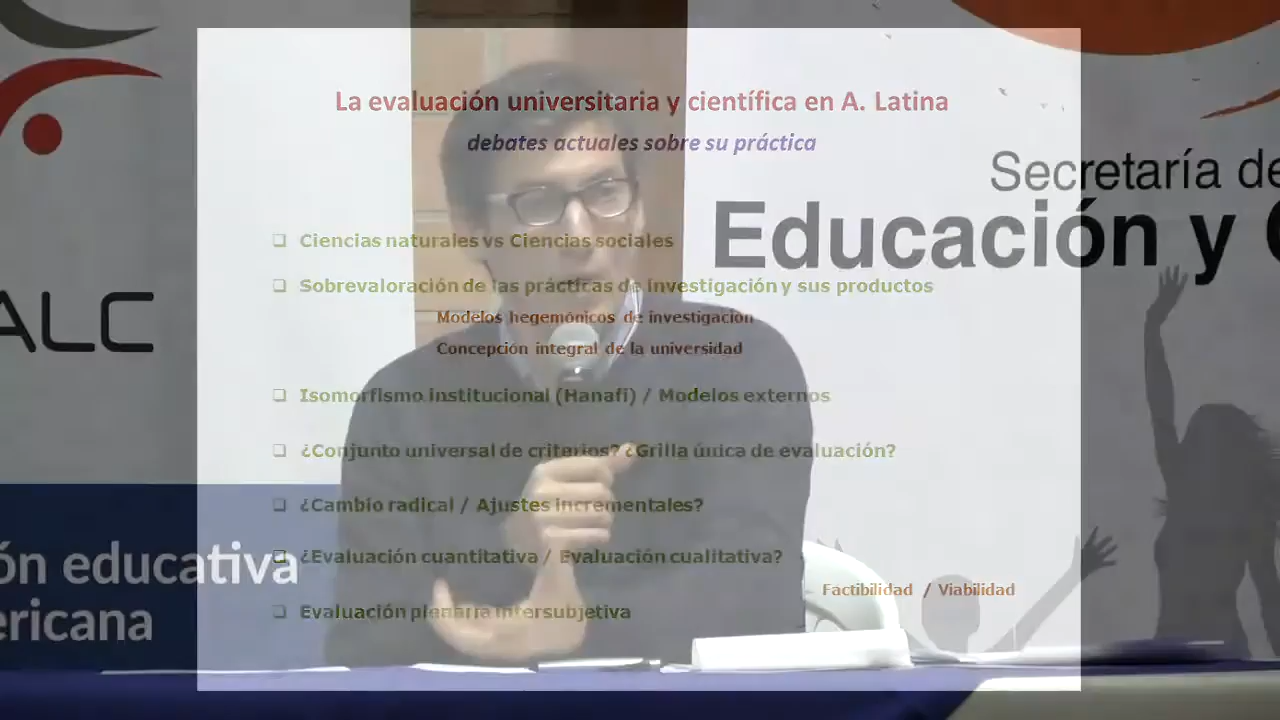 La evaluación universitaria y científica en A. Latina
debates actuales sobre su práctica
Secretaría de
Educación y
ALC
Ciencias naturales vs Ciencias sociales
Sobrevaloración de las prácticas de investigación y sus productos
Modelos hegemónicos de investigación
Concepción integral de la universidad
Isomorfismo institucional (Hanafi) / Modelos externos
¿Conjunto universal de criterios? ¿Grilla única de evaluación?
¿Cambio radical / Ajustes incrementales?
¿Evaluación cuantitativa / Evaluación cualitativa?
Factibilidad / Viabilidad
Evaluación plenaria intersubjetiva
ón educativa
ericana